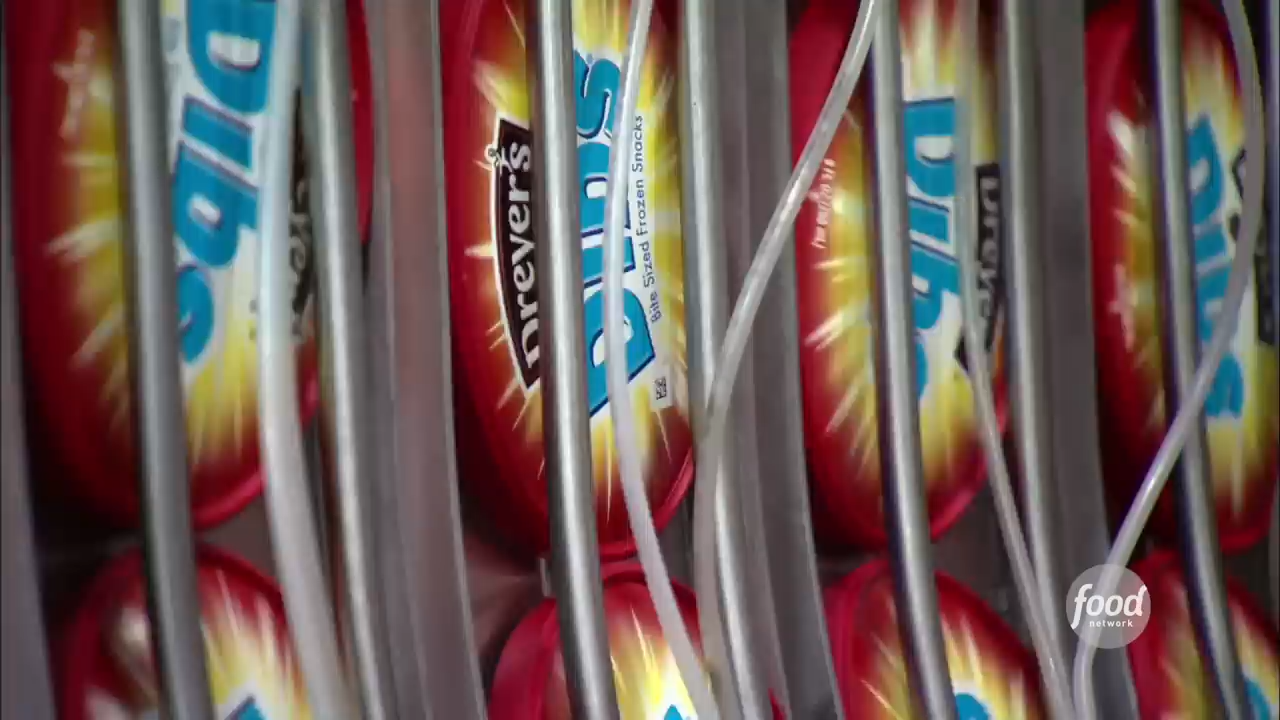 Dibs
Dreyer's
Dibs
Bite Sized Frozen Snacks
Dibs
Dreyer's
Dibs
food
network